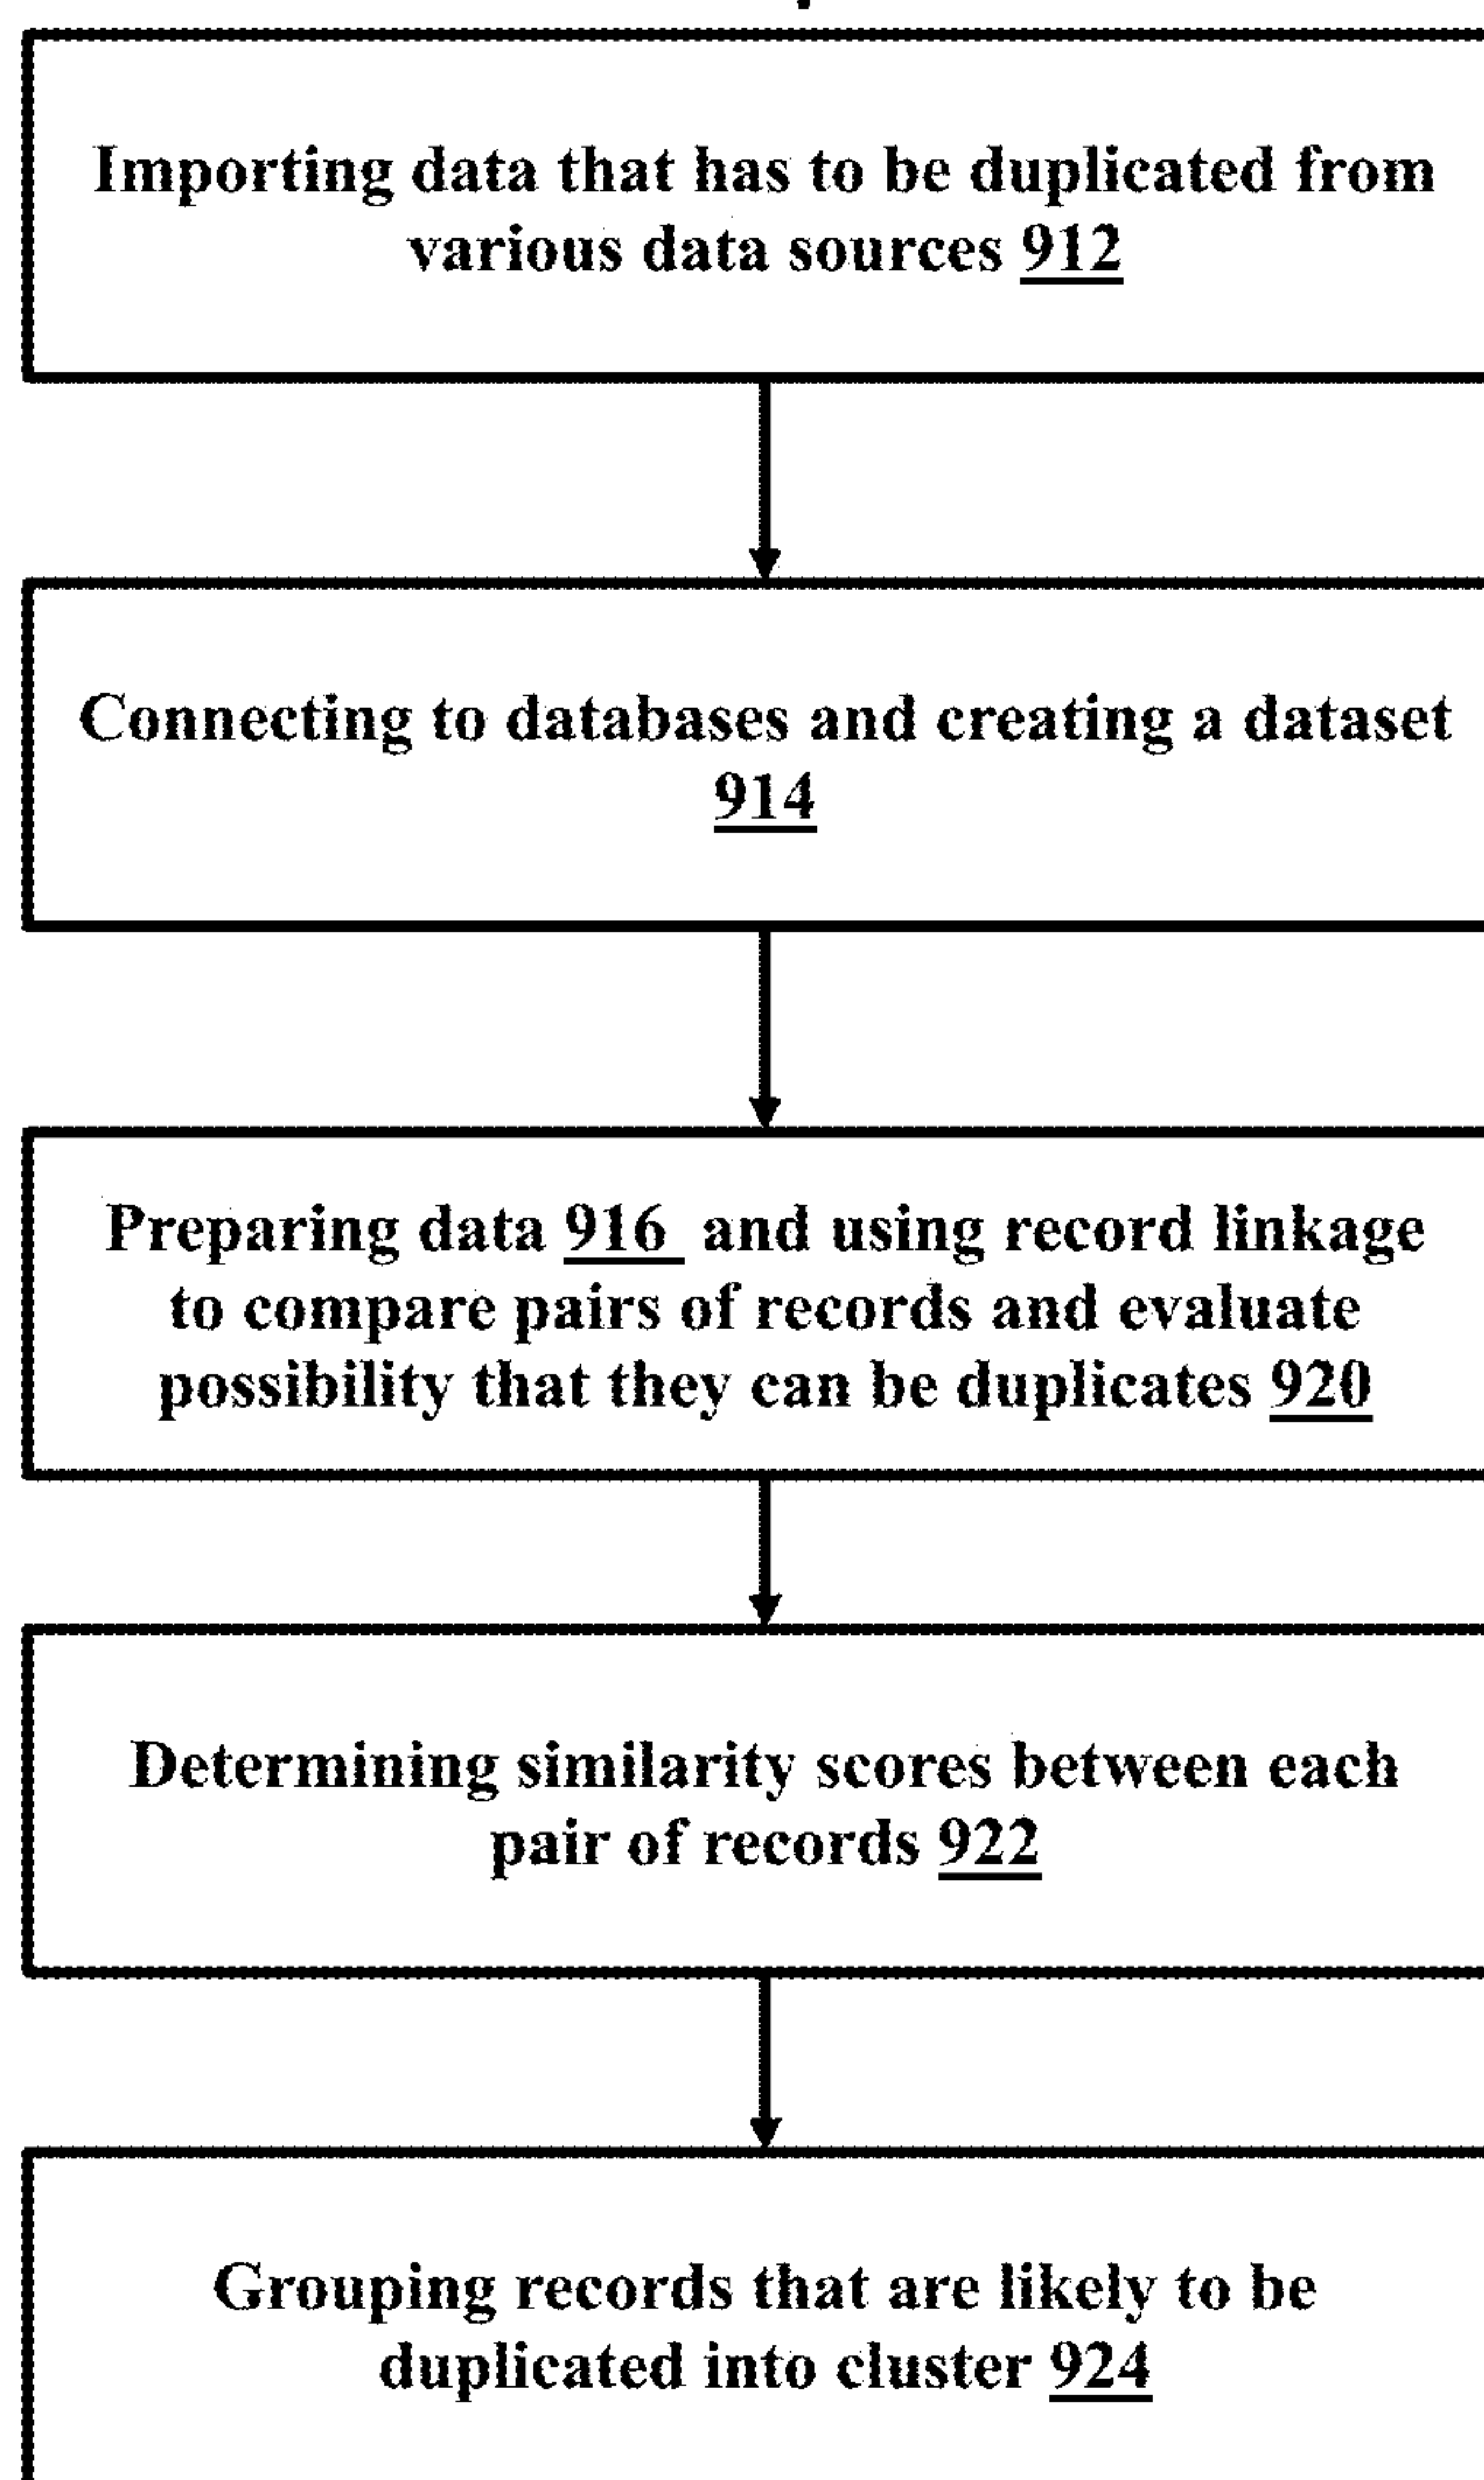 Importing data that has to be duplicated from
various data sources 912
Connecting to databases and creating a dataset
914
Preparing data 916 and using record linkage
to compare pairs of records and evaluate
possibility that they can be duplicates 920
Determining similarity scores between each
pair of records 922
Grouping records that are likely to be
duplicated into cluster 924